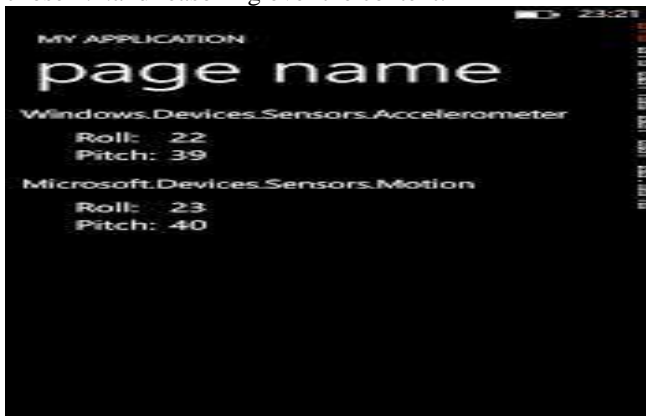 23:21
MY APPLICATION
page name
Windows.Devices.Sensors.Accelerometer
Roll: 22
Pitch: 39
Microsoft.Devices.Sensors.Motion
Roll: 23
Pitch: 40